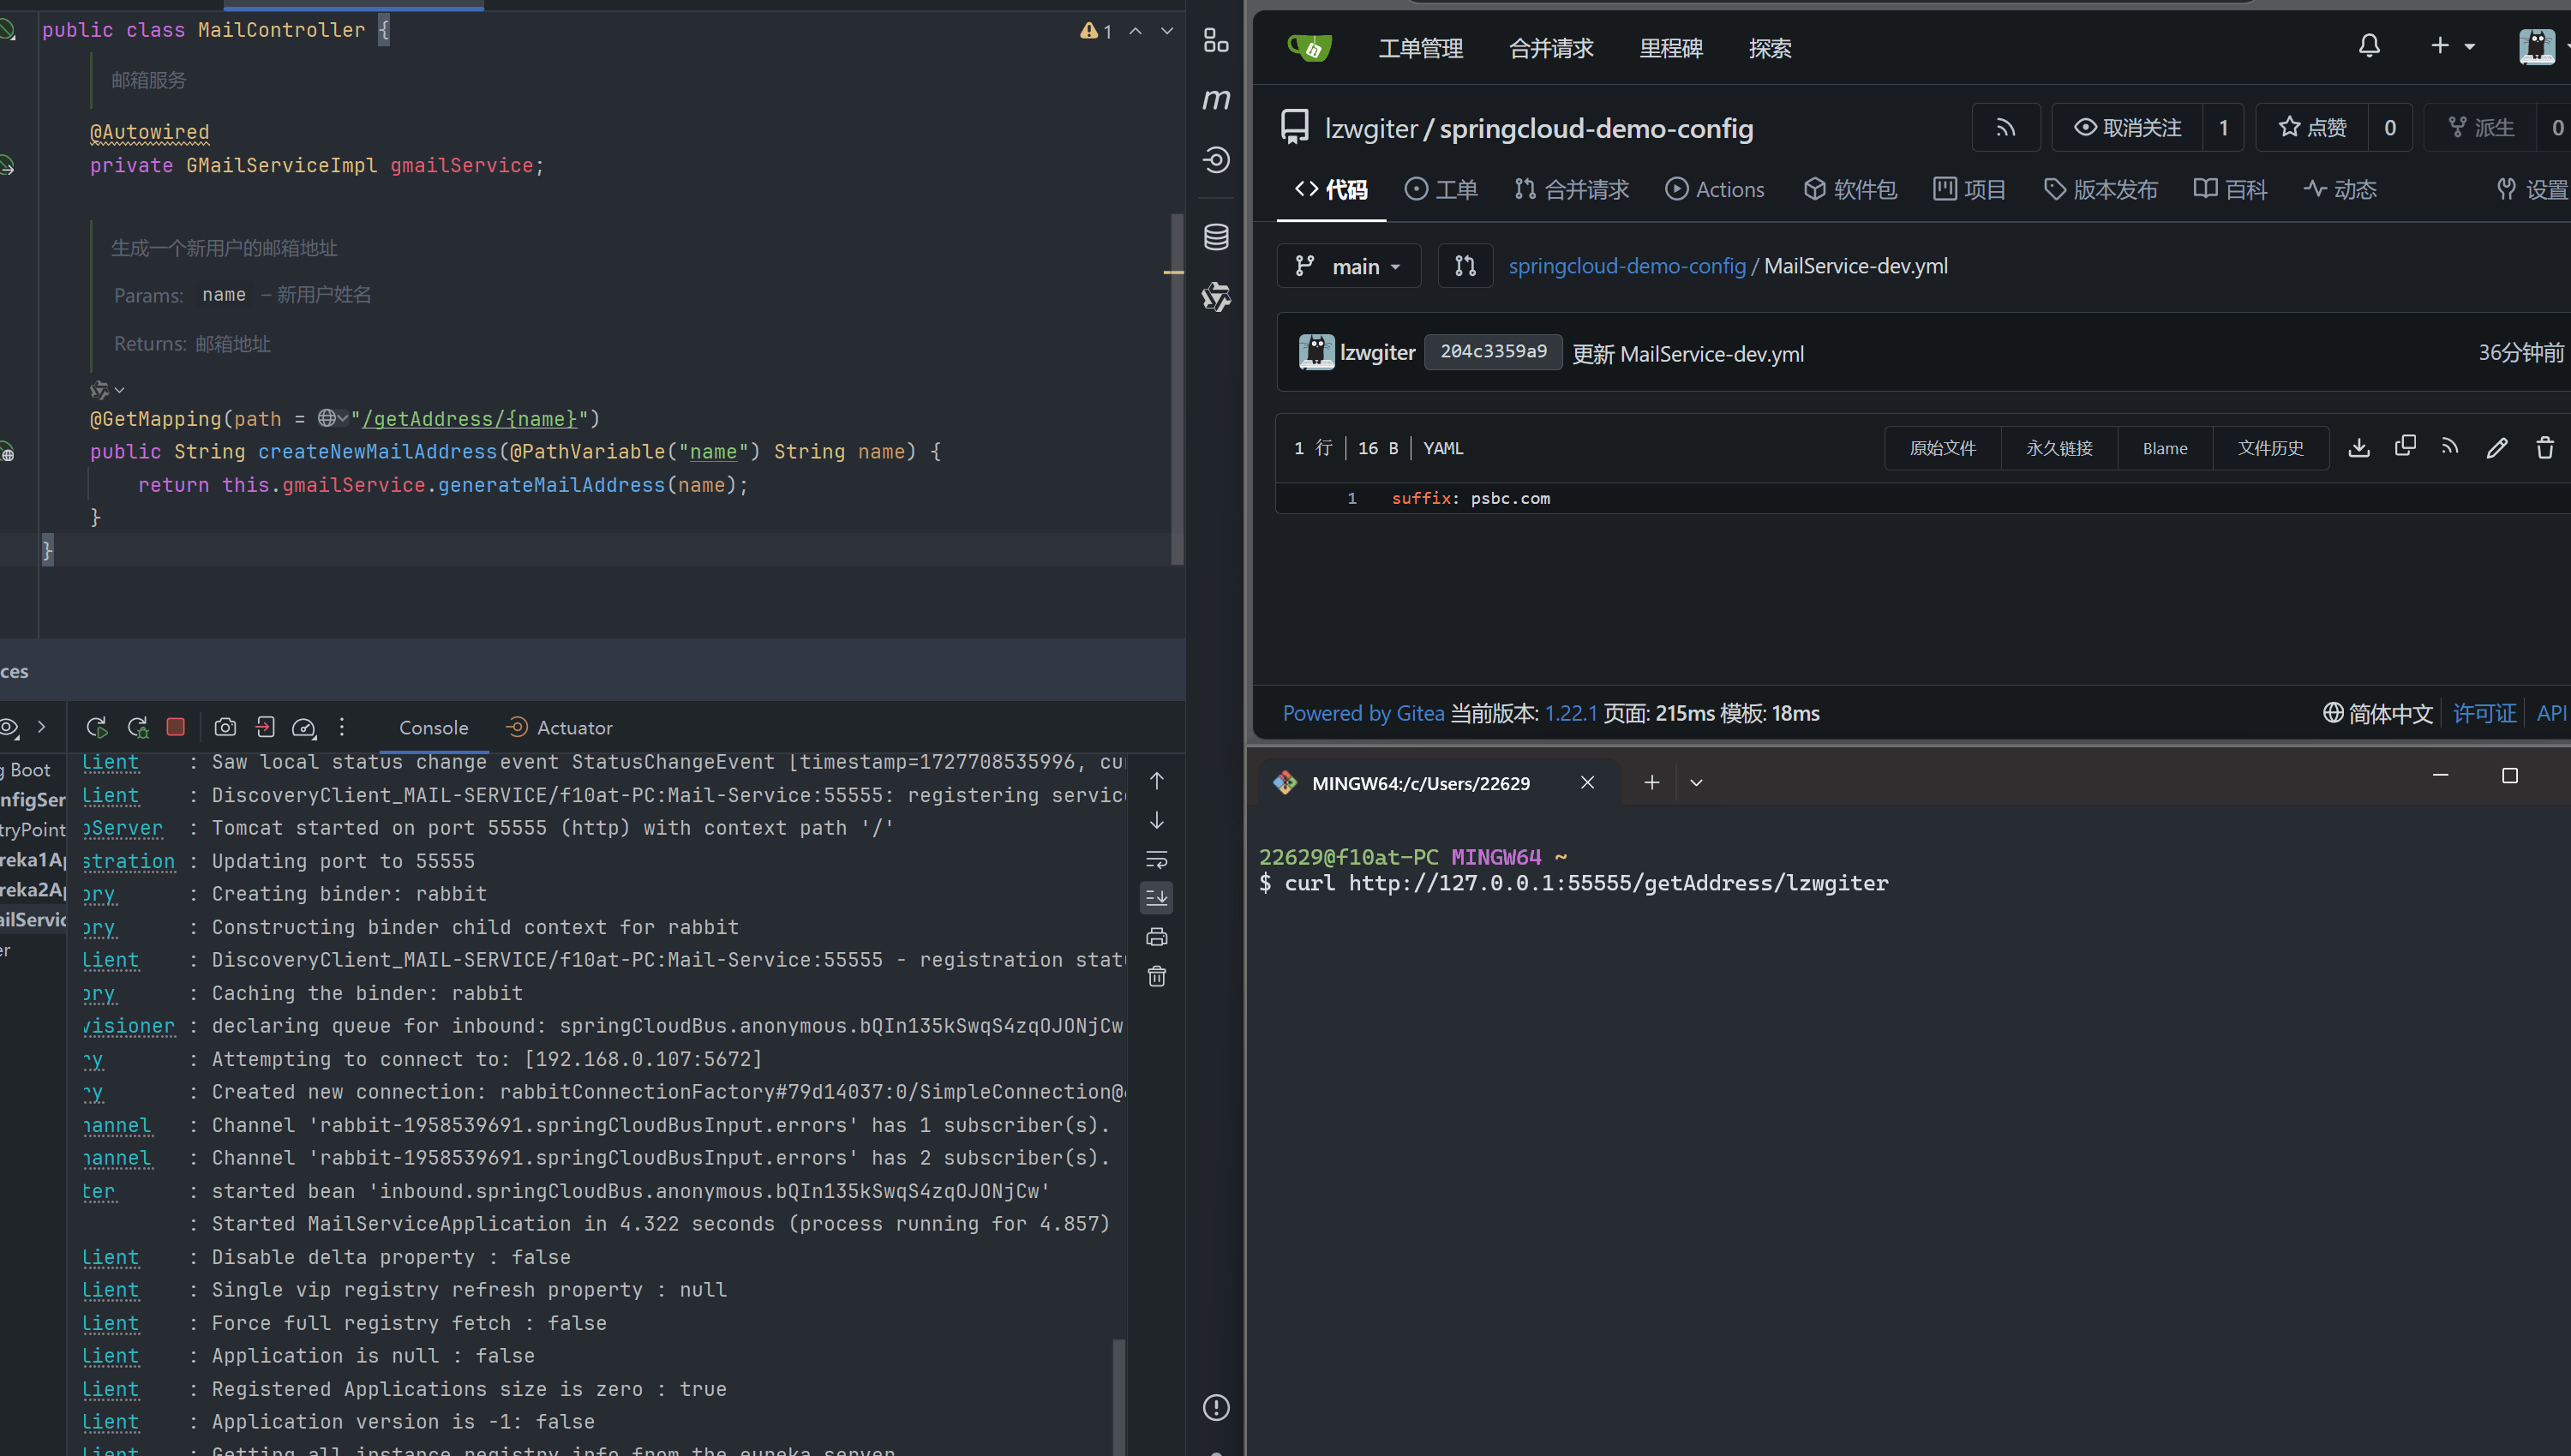 public class MailController {
1
邮箱服务
@Autowired
private GMailServiceImpl gmailService;
生成一个新用户的邮箱地址
Params: name – 新用户姓名
Returns: 邮箱地址
@GetMapping(path = "/getAddress/{name}")
public String createNewMailAddress(@PathVariable("name") String name) {
return this.gmailService.generateMailAddress(name);
}
}
ces
Console
Actuator
g Boot
nfigSer
tryPoint
reka1Ap
reka2Ap
ailServic
er
lient : Saw local status change event StatusChangeEvent [timestamp=1727708535996, cu
lient : DiscoveryClient_MAIL-SERVICE/f10at-PC:Mail-Service:55555: registering servic
oServer : Tomcat started on port 55555 (http) with context path '/'
stration : Updating port to 55555
ory : Creating binder: rabbit
ory : Constructing binder child context for rabbit
lient : DiscoveryClient_MAIL-SERVICE/f10at-PC:Mail-Service:55555 - registration stat
ory : Caching the binder: rabbit
visioner : declaring queue for inbound: springCloudBus.anonymous.bQIn135kSwqS4zqOJONjCw
ry : Attempting to connect to: [192.168.0.107:5672]
ry : Created new connection: rabbitConnectionFactory#79d14037:0/SimpleConnection@
hannel : Channel 'rabbit-1958539691.springCloudBusInput.errors' has 1 subscriber(s).
hannel : Channel 'rabbit-1958539691.springCloudBusInput.errors' has 2 subscriber(s).
ter : started bean 'inbound.springCloudBus.anonymous.bQIn135kSwqS4zqOJONjCw'
: Started MailServiceApplication in 4.322 seconds (process running for 4.857)
lient : Disable delta property : false
lient : Single vip registry refresh property : null
lient : Force full registry fetch : false
lient : Application is null : false
lient : Registered Applications size is zero : true
lient : Application version is -1: false
lient : Getting all instance registry info from the eureka server
m
工单管理 合并请求 里程碑 探索
lzwgiter / springcloud-demo-config
取消关注 1 点赞 0 派生 0
代码 工单 合并请求 Actions 软件包 项目 版本发布 百科 动态 设置
main
springcloud-demo-config / MailService-dev.yml
lzwgiter 204c3359a9 更新 MailService-dev.yml 36分钟前
1 行 | 16 B | YAML
原始文件 永久链接 Blame 文件历史
1 suffix: psbc.com
Powered by Gitea 当前版本: 1.22.1 页面: 215ms 模板: 18ms
简体中文 许可证 API
MINGW64:/c/Users/22629
22629@f10at-PC MINGW64 ~
$ curl http://127.0.0.1:55555/getAddress/lzwgiter